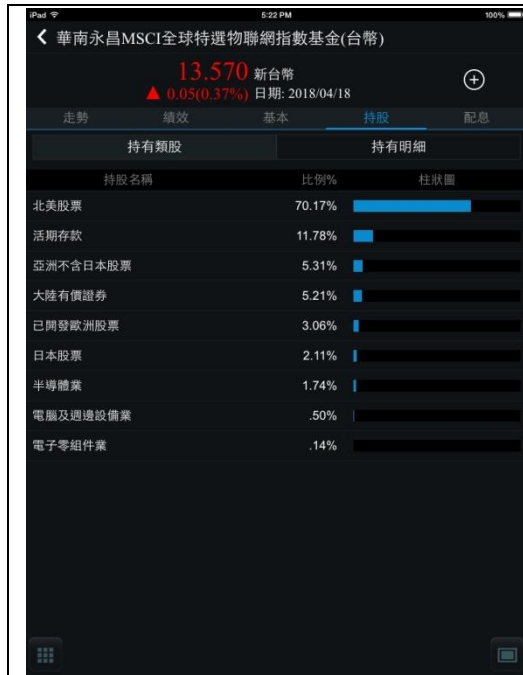 iPad 5:22 PM 100%
華南永昌MSCI全球特選物聯網指數基金(台幣)
13.570 新台幣
▲ 0.05(0.37%) 日期: 2018/04/18
走勢 績效 基本 持股 配息
持有類股 持有明細
持股名稱 比例% 柱狀圖
北美股票 70.17%
活期存款 11.78%
亞洲不含日本股票 5.31%
大陸有價證券 5.21%
已開發歐洲股票 3.06%
日本股票 2.11%
半導體業 1.74%
電腦及週邊設備業 .50%
電子零組件業 .14%